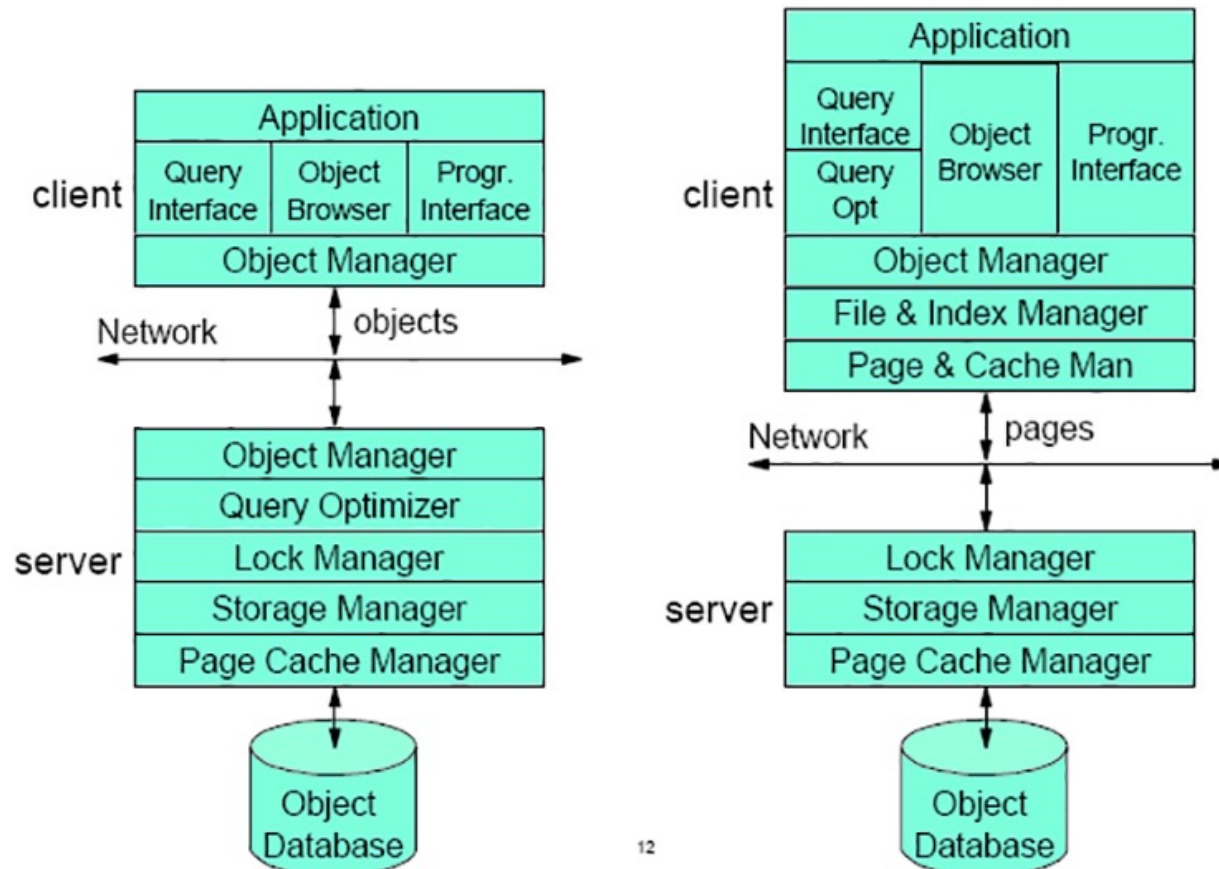 Application
Query
Interface
Object
Browser
Progr.
Interface
client
Object Manager
objects
Network
Object Manager
Query Optimizer
server
Lock Manager
Storage Manager
Page Cache Manager
Object
Database
12
Application
Query
Interface
Query
Opt
Object
Browser
Progr.
Interface
client
Object Manager
File & Index Manager
Page & Cache Man
pages
Network
Lock Manager
server
Storage Manager
Page Cache Manager
Object
Database